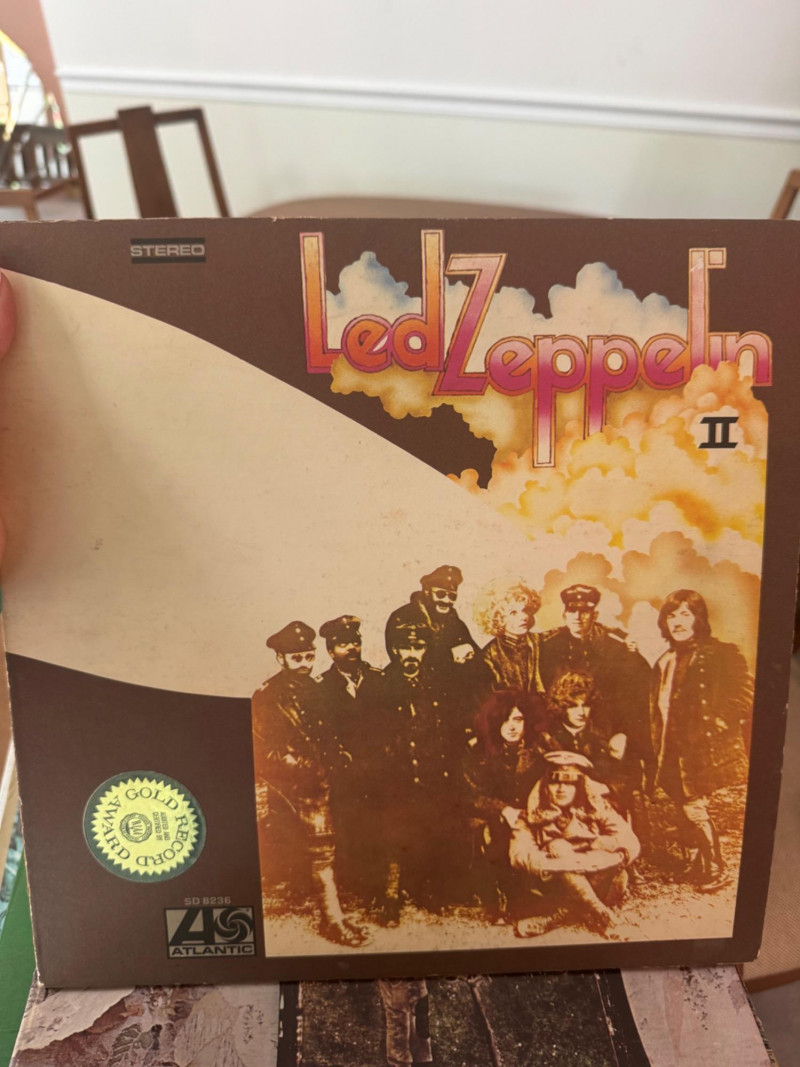 STEREO
Led Zeppelin
II
GOLD RECORD
AWARD
SD 8236
ATLANTIC